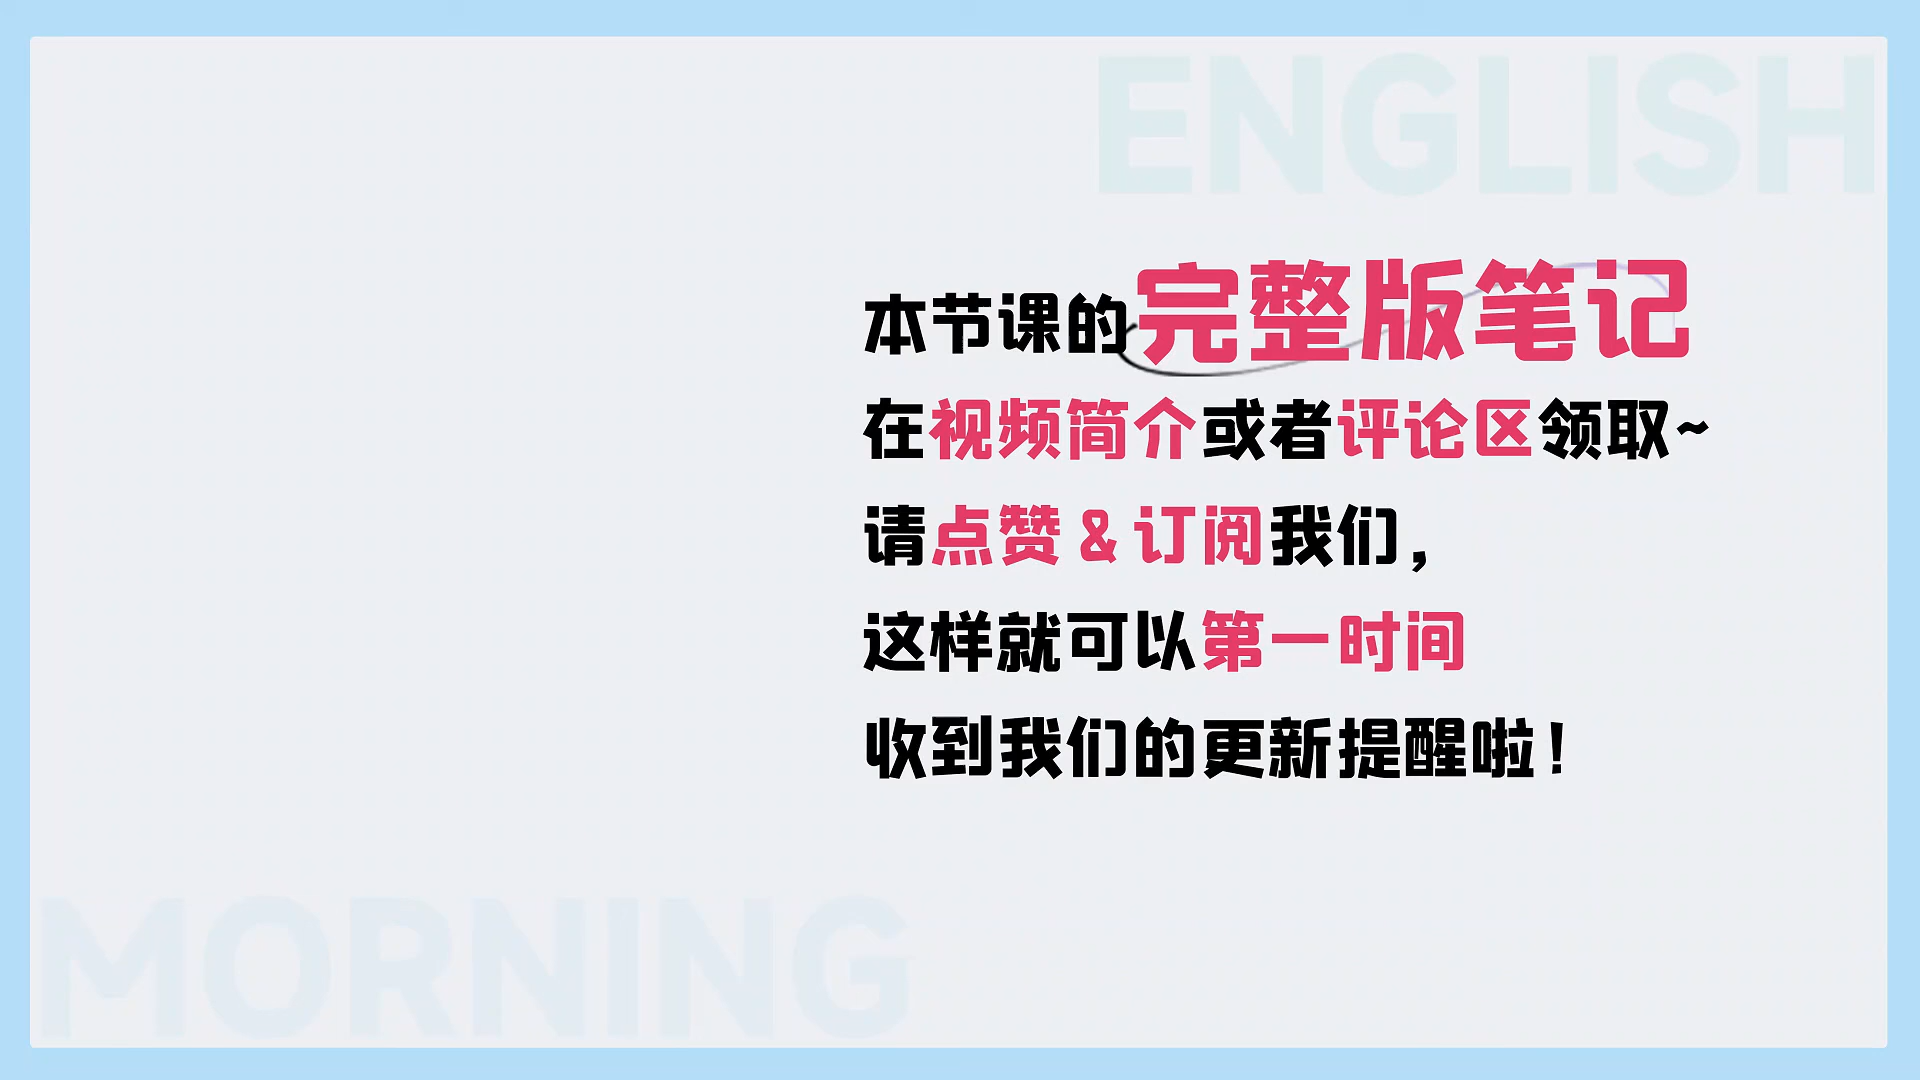 ENGLISH
本节课的完整版笔记
在视频简介或者评论区领取~
请点赞&订阅我们，
这样就可以第一时间
收到我们的更新提醒啦！
MORNING